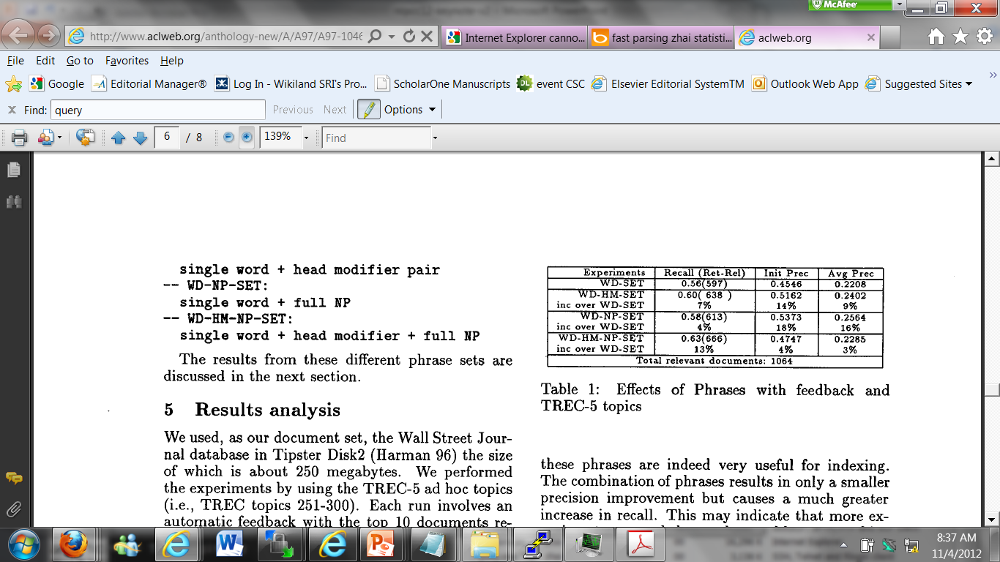 McAfee
http://www.aclweb.org/anthology-new/A/A97/A97-1046
Internet Explorer canno...
fast parsing zhai statisti...
aclweb.org
File Edit Go to Favorites Help
Google
Editorial Manager®
Log In - Wikiland SRI's Pro...
ScholarOne Manuscripts
event CSC
Elsevier Editorial SystemTM
Outlook Web App
Suggested Sites
x Find: query Previous Next Options
6 / 8 139% Find
single word + head modifier pair
-- WD-NP-SET:
single word + full NP
-- WD-HM-NP-SET:
single word + head modifier + full NP
The results from these different phrase sets are
discussed in the next section.
5 Results analysis
We used, as our document set, the Wall Street Jour-
nal database in Tipster Disk2 (Harman 96) the size
of which is about 250 megabytes. We performed
the experiments by using the TREC-5 ad hoc topics
(i.e., TREC topics 251-300). Each run involves an
automatic feedback with the top 10 documents re-
Experiments Recall (Ret-Rel) Init Prec Avg Prec
WD-SET 0.56(597) 0.4546 0.2208
WD-HM-SET 0.60( 638 ) 0.5162 0.2402
inc over WD-SET 7% 14% 9%
WD-NP-SET 0.58(613) 0.5373 0.2564
inc over WD-SET 4% 18% 16%
WD-HM-NP-SET 0.63(666) 0.4747 0.2285
inc over WD-SET 13% 4% 3%
Total relevant documents: 1064
Table 1: Effects of Phrases with feedback and
TREC-5 topics
these phrases are indeed very useful for indexing.
The combination of phrases results in only a smaller
precision improvement but causes a much greater
increase in recall. This may indicate that more ex-
8:37 AM
11/4/2012